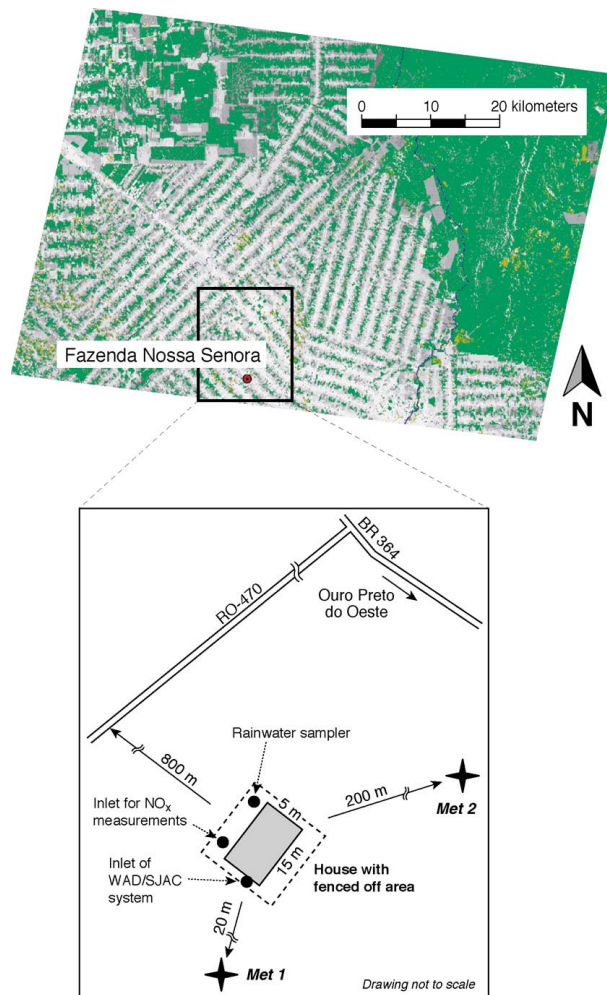 0 10 20 kilometers
Fazenda Nossa Senora
N
BR 364
RO-470
Ouro Preto
do Oeste
Rainwater sampler
800 m
200 m
Met 2
Inlet for NOx
measurements
5 m
15 m
Inlet of
WAD/SJAC
system
House with
fenced off area
20 m
Met 1
Drawing not to scale